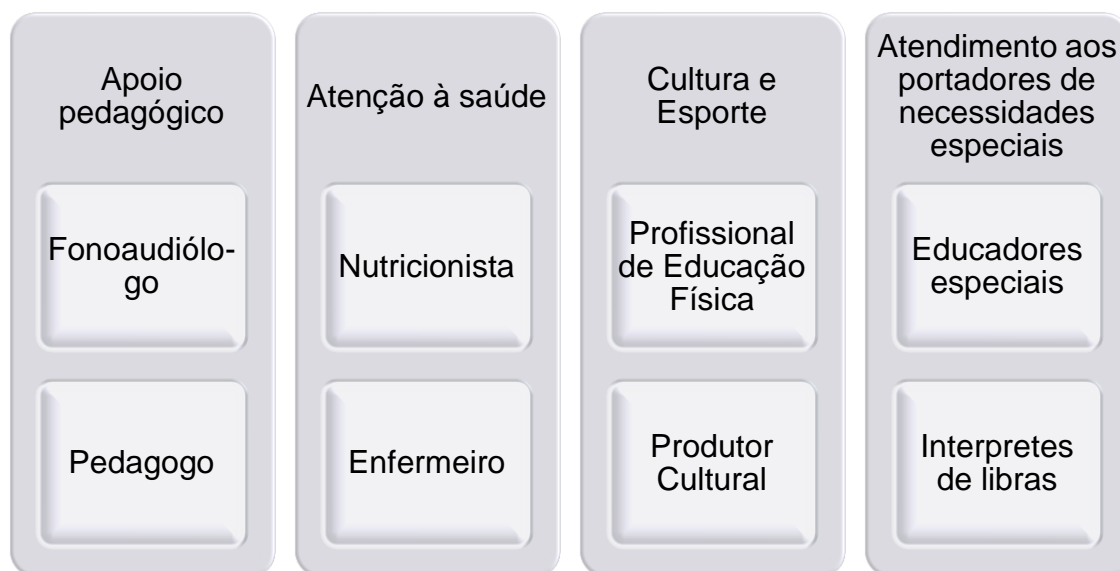 Apoio
pedagógico
Fonoaudiólo-
go
Pedagogo
Atenção à saúde
Nutricionista
Enfermeiro
Cultura e
Esporte
Profissional
de Educação
Física
Produtor
Cultural
Atendimento aos
portadores de
necessidades
especiais
Educadores
especiais
Interpretes
de libras